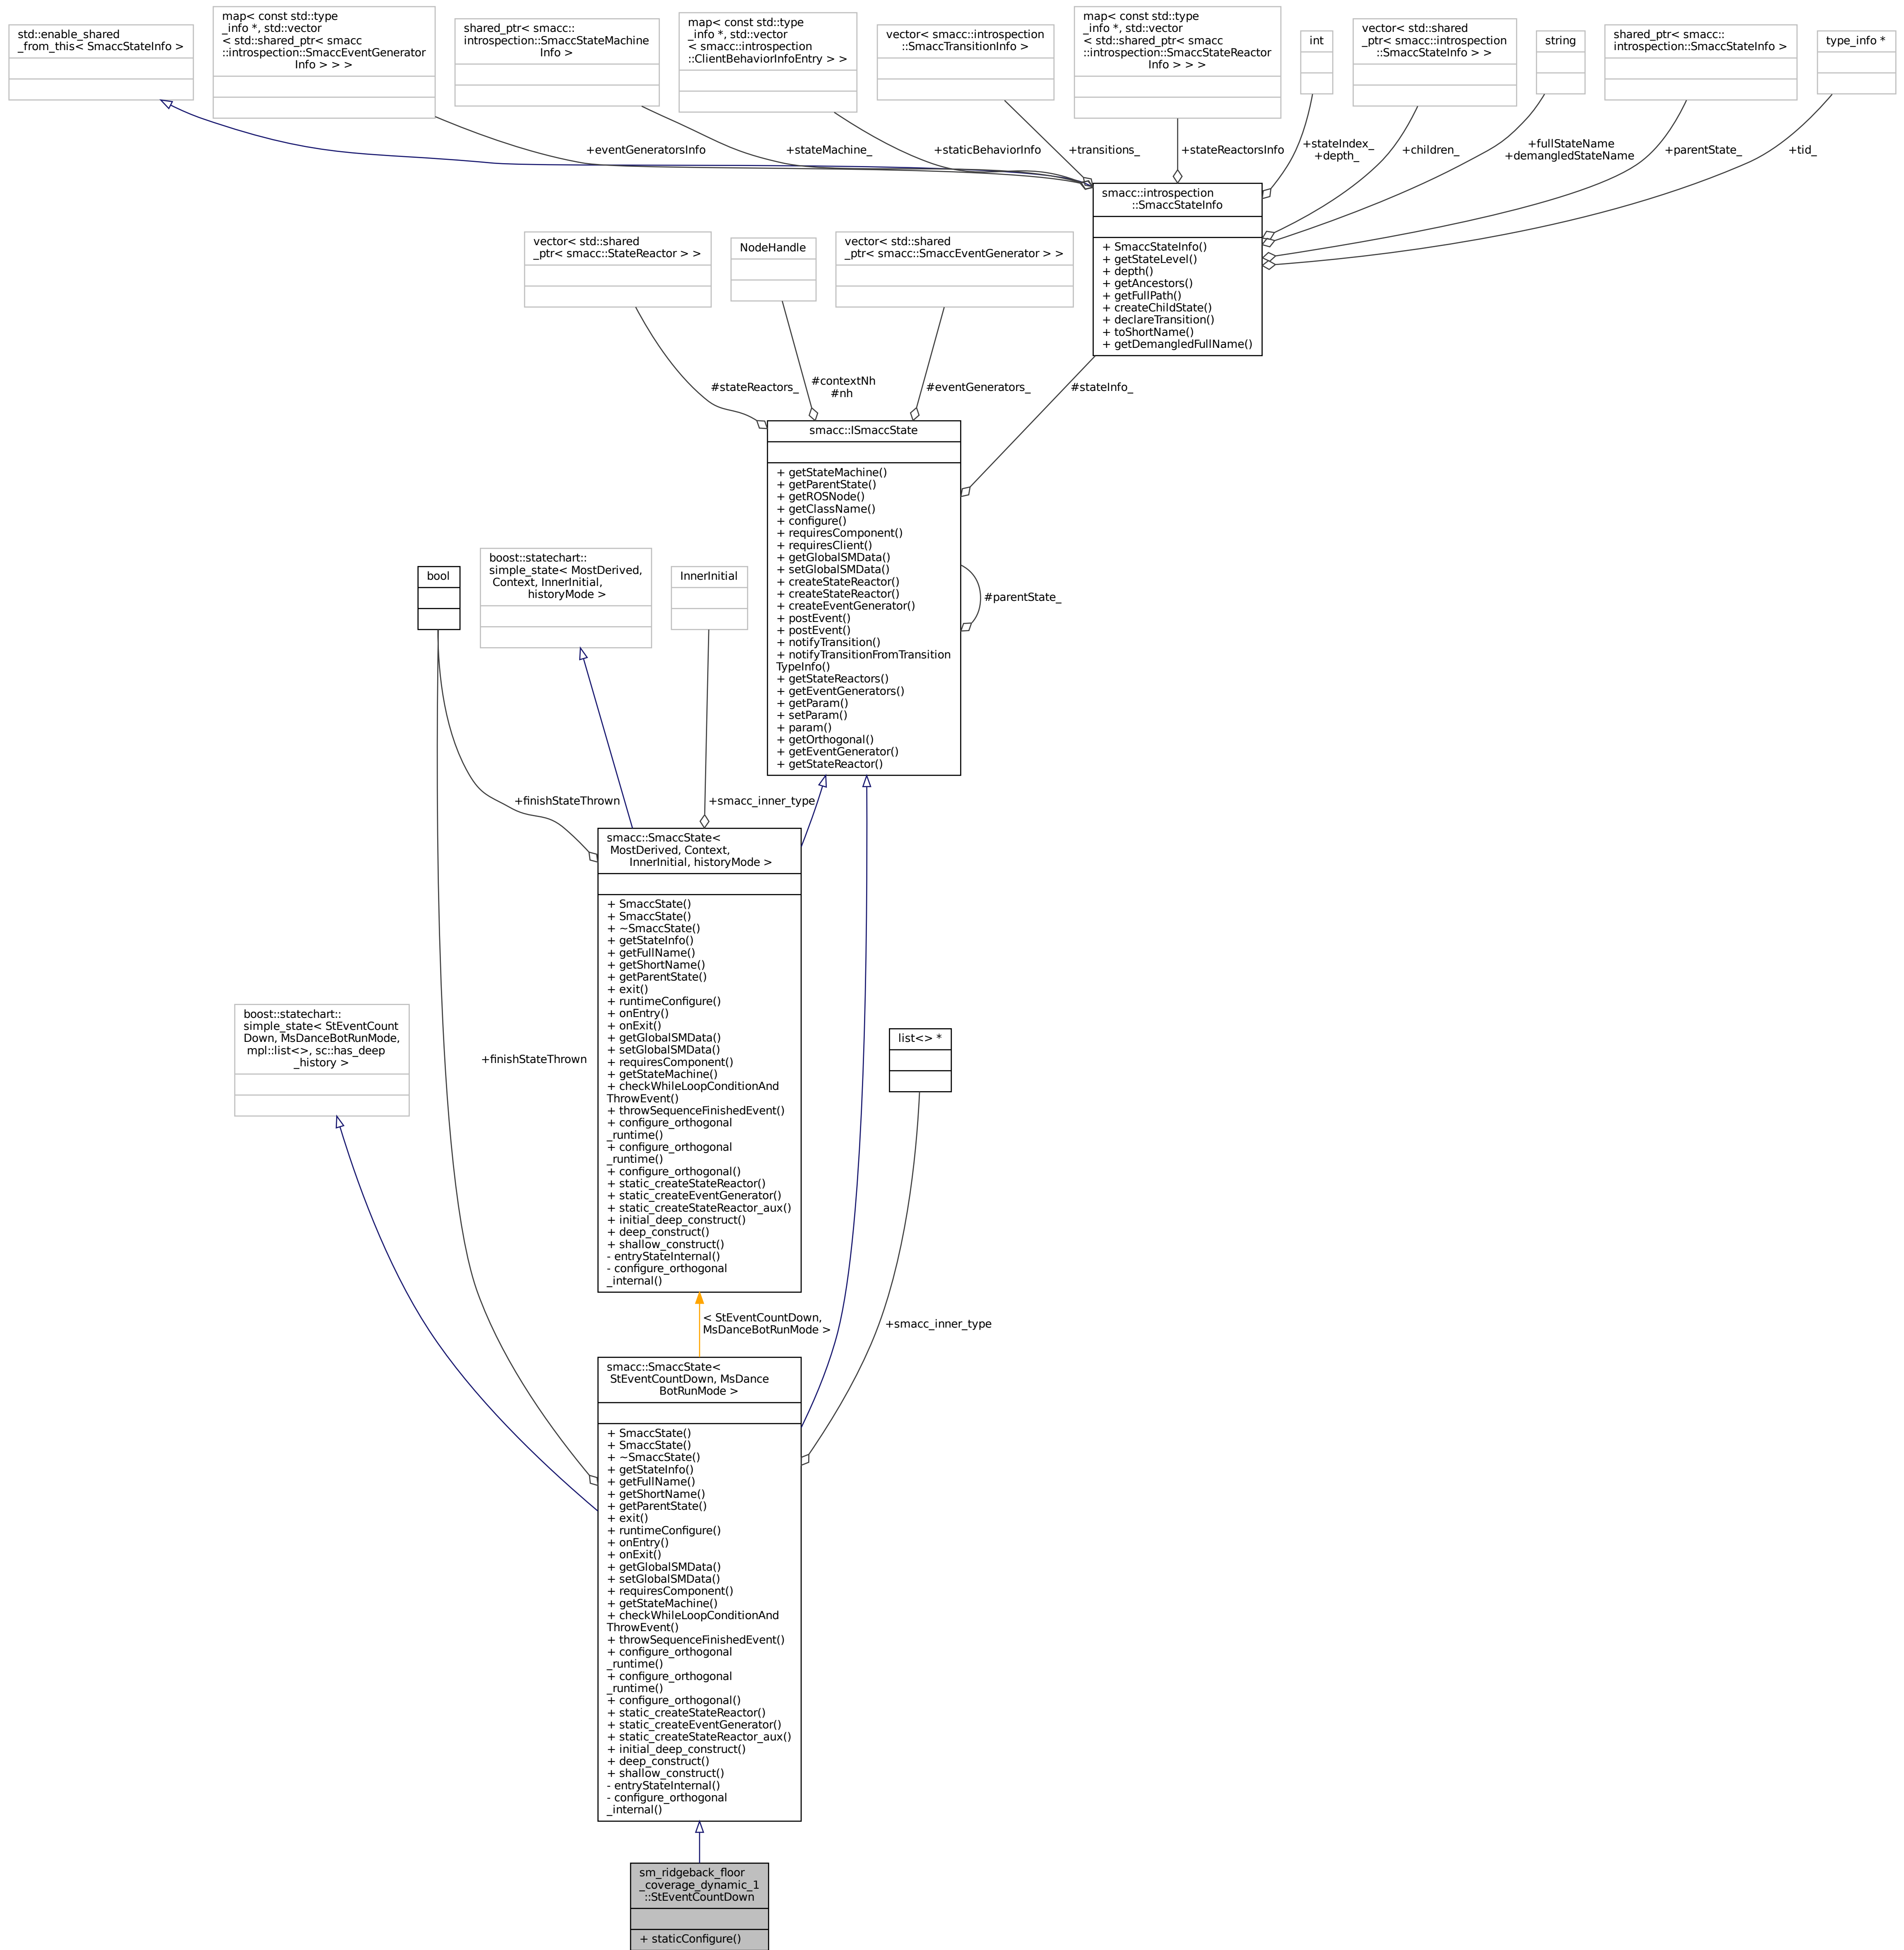 std::enable_shared
_from_this< SmaccStateInfo >
map< const std::type
_info *, std::vector
< std::shared_ptr< smacc
::introspection::SmaccEventGenerator
Info > > >
shared_ptr< smacc::
introspection::SmaccStateMachine
Info >
map< const std::type
_info *, std::vector
< smacc::introspection
::ClientBehaviorInfoEntry > >
vector< smacc::introspection
::SmaccTransitionInfo >
map< const std::type
_info *, std::vector
< std::shared_ptr< smacc
::introspection::SmaccStateReactor
Info > > >
int
vector< std::shared
_ptr< smacc::introspection
::SmaccStateInfo > >
string
shared_ptr< smacc::
introspection::SmaccStateInfo >
type_info *
+eventGeneratorsInfo
+stateMachine_
+staticBehaviorInfo
+transitions_
+stateReactorsInfo
+stateIndex_
+depth_
+children_
+fullStateName
+demangledStateName
+parentState_
+tid_
smacc::introspection
::SmaccStateInfo
+ SmaccStateInfo()
+ getStateLevel()
+ depth()
+ getAncestors()
+ getFullPath()
+ createChildState()
+ declareTransition()
+ toShortName()
+ getDemangledFullName()
vector< std::shared
_ptr< smacc::StateReactor > >
NodeHandle
vector< std::shared
_ptr< smacc::SmaccEventGenerator > >
#stateReactors_
#contextNh
#nh
#eventGenerators_
#stateInfo_
smacc::ISmaccState
+ getStateMachine()
+ getParentState()
+ getROSNode()
+ getClassName()
+ configure()
+ requiresComponent()
+ requiresClient()
+ getGlobalSMData()
+ setGlobalSMData()
+ createStateReactor()
+ createStateReactor()
+ createEventGenerator()
+ postEvent()
+ postEvent()
+ notifyTransition()
+ notifyTransitionFromTransition
TypeInfo()
+ getStateReactors()
+ getEventGenerators()
+ getParam()
+ setParam()
+ param()
+ getOrthogonal()
+ getEventGenerator()
+ getStateReactor()
#parentState_
bool
boost::statechart::
simple_state< MostDerived,
Context, InnerInitial,
historyMode >
InnerInitial
+finishStateThrown
+smacc_inner_type
smacc::SmaccState<
MostDerived, Context,
InnerInitial, historyMode >
+ SmaccState()
+ SmaccState()
+ ~SmaccState()
+ getStateInfo()
+ getFullName()
+ getShortName()
+ getParentState()
+ exit()
+ runtimeConfigure()
+ onEntry()
+ onExit()
+ getGlobalSMData()
+ setGlobalSMData()
+ requiresComponent()
+ getStateMachine()
+ checkWhileLoopConditionAnd
ThrowEvent()
+ throwSequenceFinishedEvent()
+ configure_orthogonal
_runtime()
+ configure_orthogonal
_runtime()
+ configure_orthogonal()
+ static_createStateReactor()
+ static_createEventGenerator()
+ static_createStateReactor_aux()
+ initial_deep_construct()
+ deep_construct()
+ shallow_construct()
- entryStateInternal()
- configure_orthogonal
_internal()
boost::statechart::
simple_state< StEventCount
Down, MsDanceBotRunMode,
mpl::list<>, sc::has_deep
_history >
+finishStateThrown
list<> *
< StEventCountDown,
MsDanceBotRunMode >
+smacc_inner_type
smacc::SmaccState<
StEventCountDown, MsDance
BotRunMode >
+ SmaccState()
+ SmaccState()
+ ~SmaccState()
+ getStateInfo()
+ getFullName()
+ getShortName()
+ getParentState()
+ exit()
+ runtimeConfigure()
+ onEntry()
+ onExit()
+ getGlobalSMData()
+ setGlobalSMData()
+ requiresComponent()
+ getStateMachine()
+ checkWhileLoopConditionAnd
ThrowEvent()
+ throwSequenceFinishedEvent()
+ configure_orthogonal
_runtime()
+ configure_orthogonal
_runtime()
+ configure_orthogonal()
+ static_createStateReactor()
+ static_createEventGenerator()
+ static_createStateReactor_aux()
+ initial_deep_construct()
+ deep_construct()
+ shallow_construct()
- entryStateInternal()
- configure_orthogonal
_internal()
sm_ridgeback_floor
_coverage_dynamic_1
::StEventCountDown
+ staticConfigure()